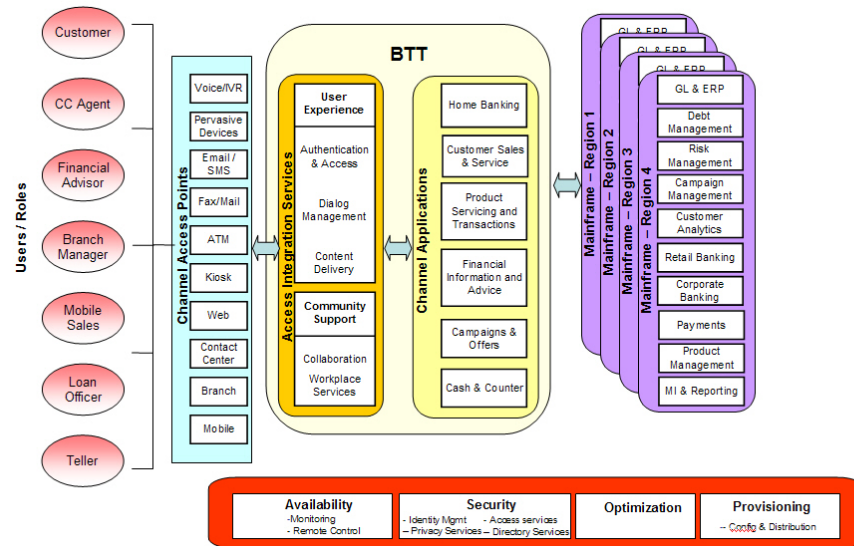 Users / Roles
Customer
CC Agent
Financial
Advisor
Branch
Manager
Mobile
Sales
Loan
Officer
Teller
Channel Access Points
Voice/IVR
Pervasive
Devices
Email /
SMS
Fax/Mail
ATM
Kiosk
Web
Contact
Center
Branch
Mobile
BTT
Access Integration Services
User
Experience
Authentication
& Access
Dialog
Management
Content
Delivery
Community
Support
Collaboration
Workplace
Services
Channel Applications
Home Banking
Customer Sales
& Service
Product
Servicing and
Transactions
Financial
Information and
Advice
Campaigns &
Offers
Cash & Counter
Mainframe – Region 1
GL & ERP
Mainframe – Region 2
GL & ERP
Mainframe – Region 3
GL & ERP
Mainframe – Region 4
GL & ERP
Debt
Management
Risk
Management
Campaign
Management
Customer
Analytics
Retail Banking
Corporate
Banking
Payments
Product
Management
MI & Reporting
Availability
-Monitoring
- Remote Control
Security
- Identity Mgmt - Access services
– Privacy Services – Directory Services
Optimization
Provisioning
– Config & Distribution